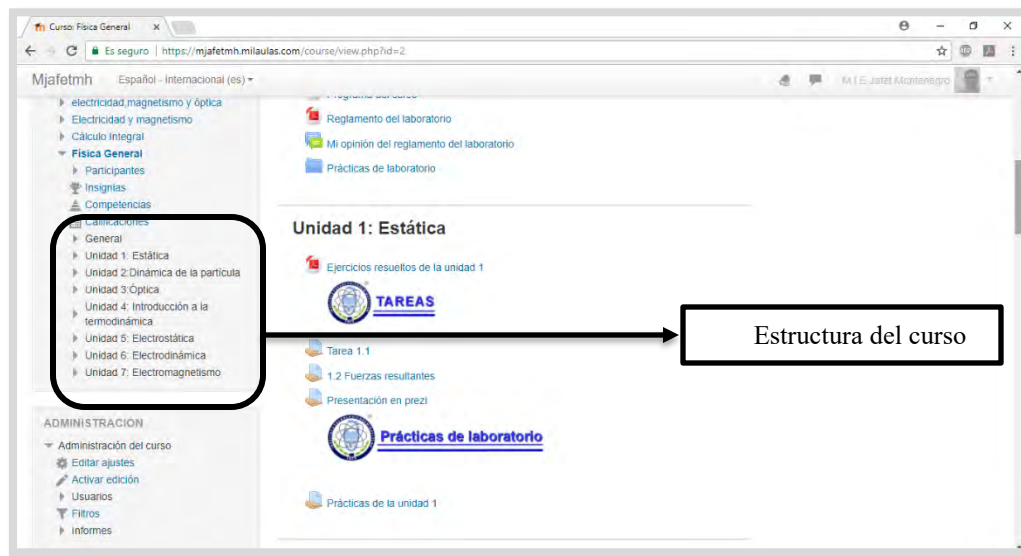 Curso: Física General
Es seguro | https://mjafetmh.milaulas.com/course/view.php?id=2
Mjafetmh Español - Internacional (es)
M.I.E. Jafet Montenegro
electricidad,magnetismo y óptica
Electricidad y magnetismo
Cálculo Integral
Física General
Participantes
Insignias
Competencias
Calificaciones
General
Unidad 1: Estática
Unidad 2:Dinámica de la partícula
Unidad 3:Óptica
Unidad 4: Introducción a la
termodinámica
Unidad 5: Electrostática
Unidad 6: Electrodinámica
Unidad 7: Electromagnetismo
ADMINISTRACIÓN
Administración del curso
Editar ajustes
Activar edición
Usuarios
Filtros
Informes
Programa del curso
Reglamento del laboratorio
Mi opinión del reglamento del laboratorio
Prácticas de laboratorio
Unidad 1: Estática
Ejercicios resueltos de la unidad 1
TAREAS
Tarea 1.1
1.2 Fuerzas resultantes
Presentación en prezi
Prácticas de laboratorio
Prácticas de la unidad 1
Estructura del curso